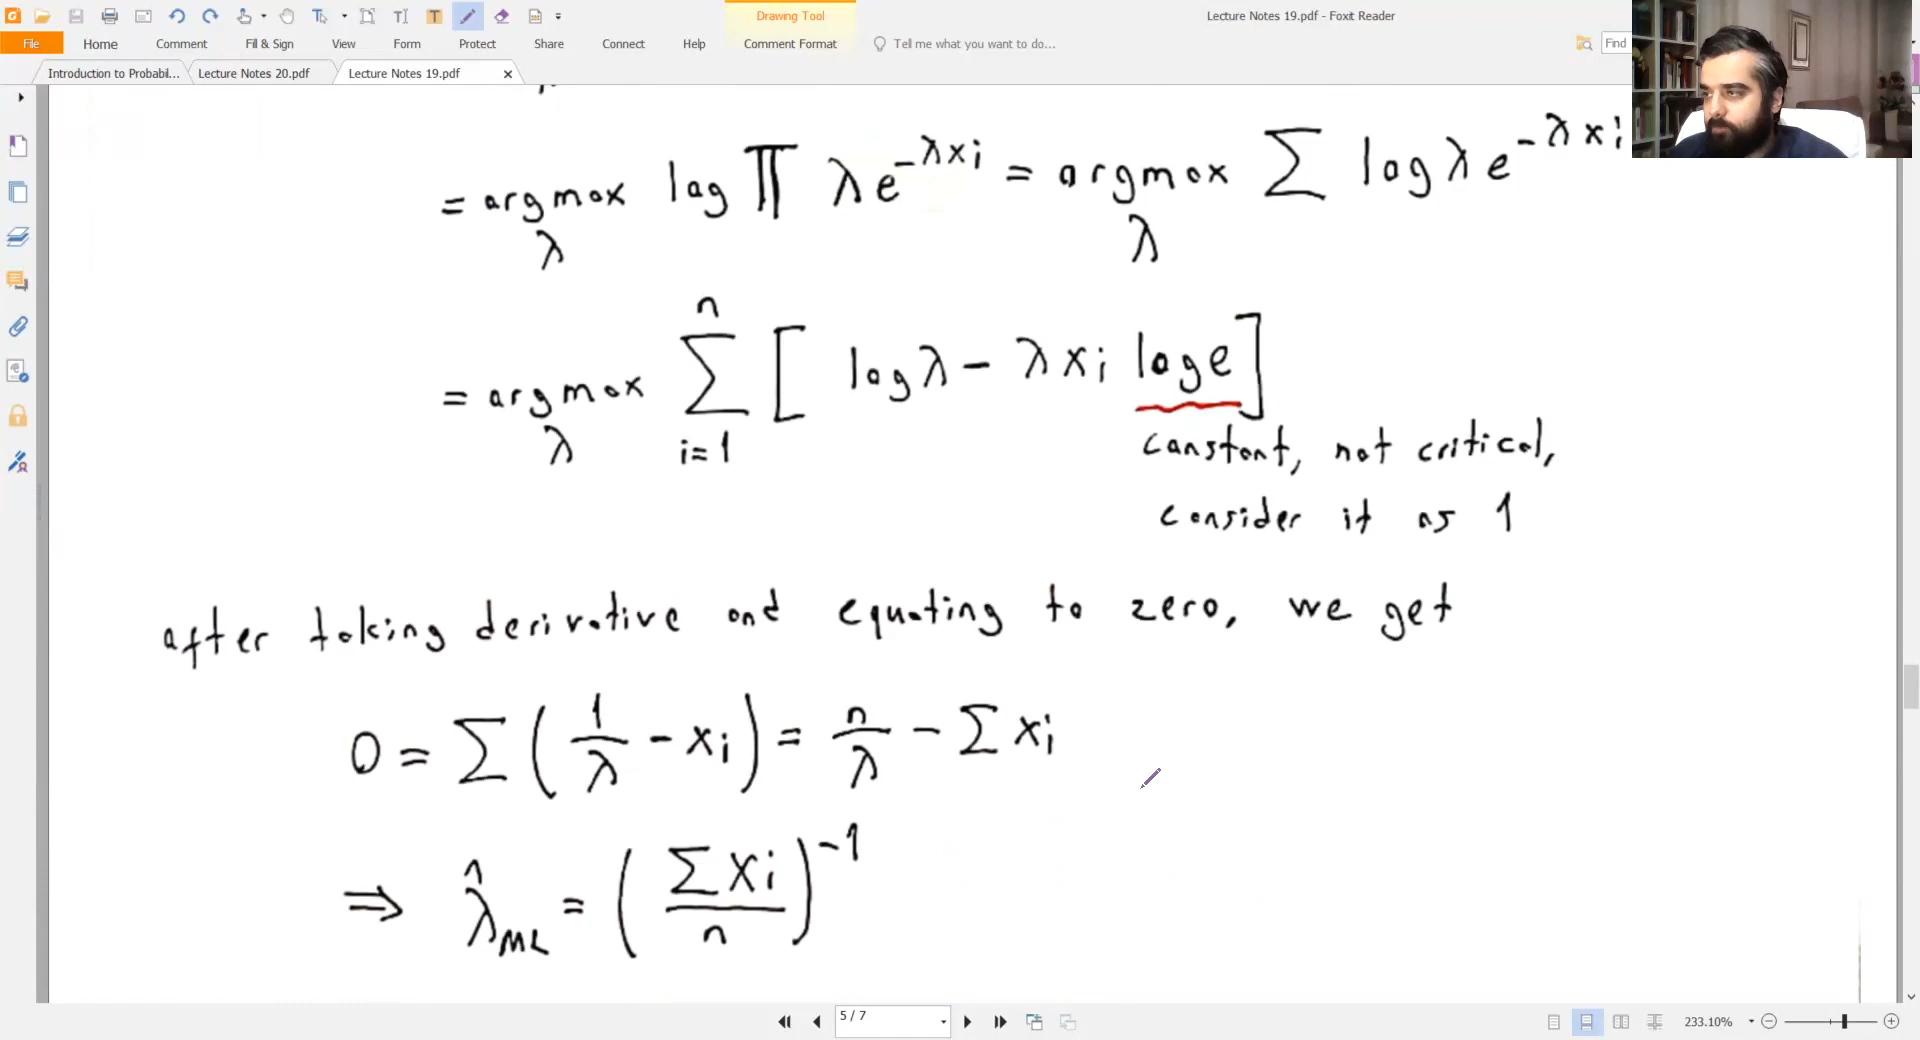 Drawing Tool
Lecture Notes 19.pdf - Foxit Reader
File Home Comment Fill & Sign View Form Protect Share Connect Help Comment Format Tell me what you want to do... Find
Introduction to Probabil... Lecture Notes 20.pdf Lecture Notes 19.pdf
= argmax log ∏ λe^{-λxi} = argmax Σ log λe^{-λxi}
λ λ
n
= argmax Σ [ log λ - λxi log e ]
λ i=1
constant, not critical,
consider it as 1
after taking derivative and equating to zero, we get
0 = Σ ( 1/λ - xi ) = n/λ - Σ xi
⇒ λ̂ML = ( Σ xi / n )^{-1}
5 / 7
233.10%